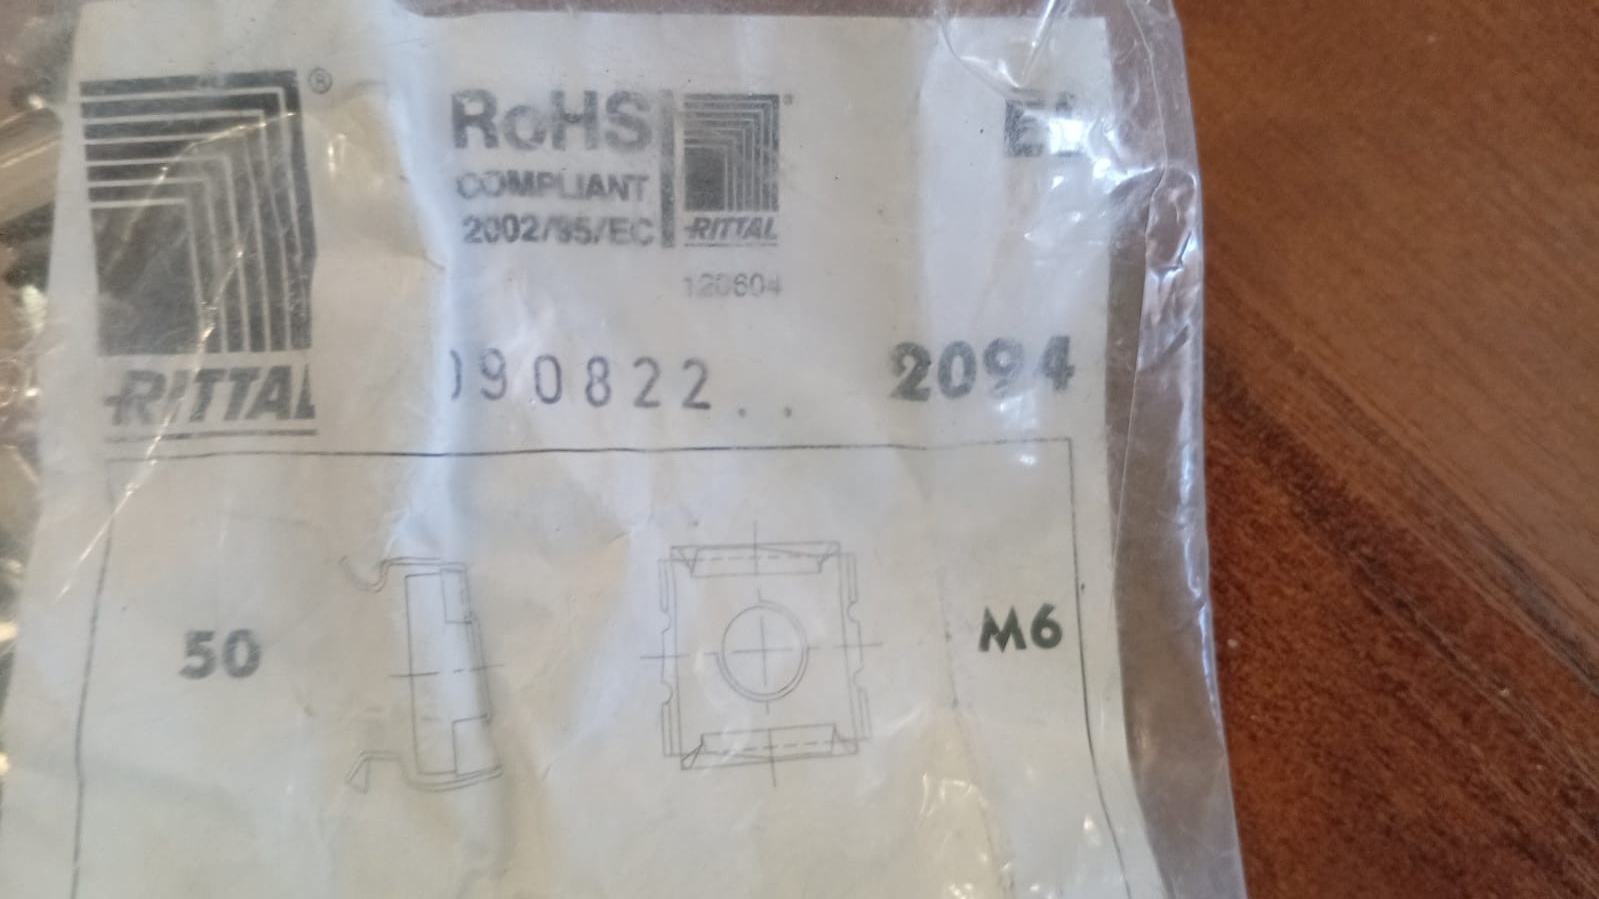 ®
RoHS
COMPLIANT
2002/95/EC
RITTAL
120604
RITTAL
090822..
2094
50
M6